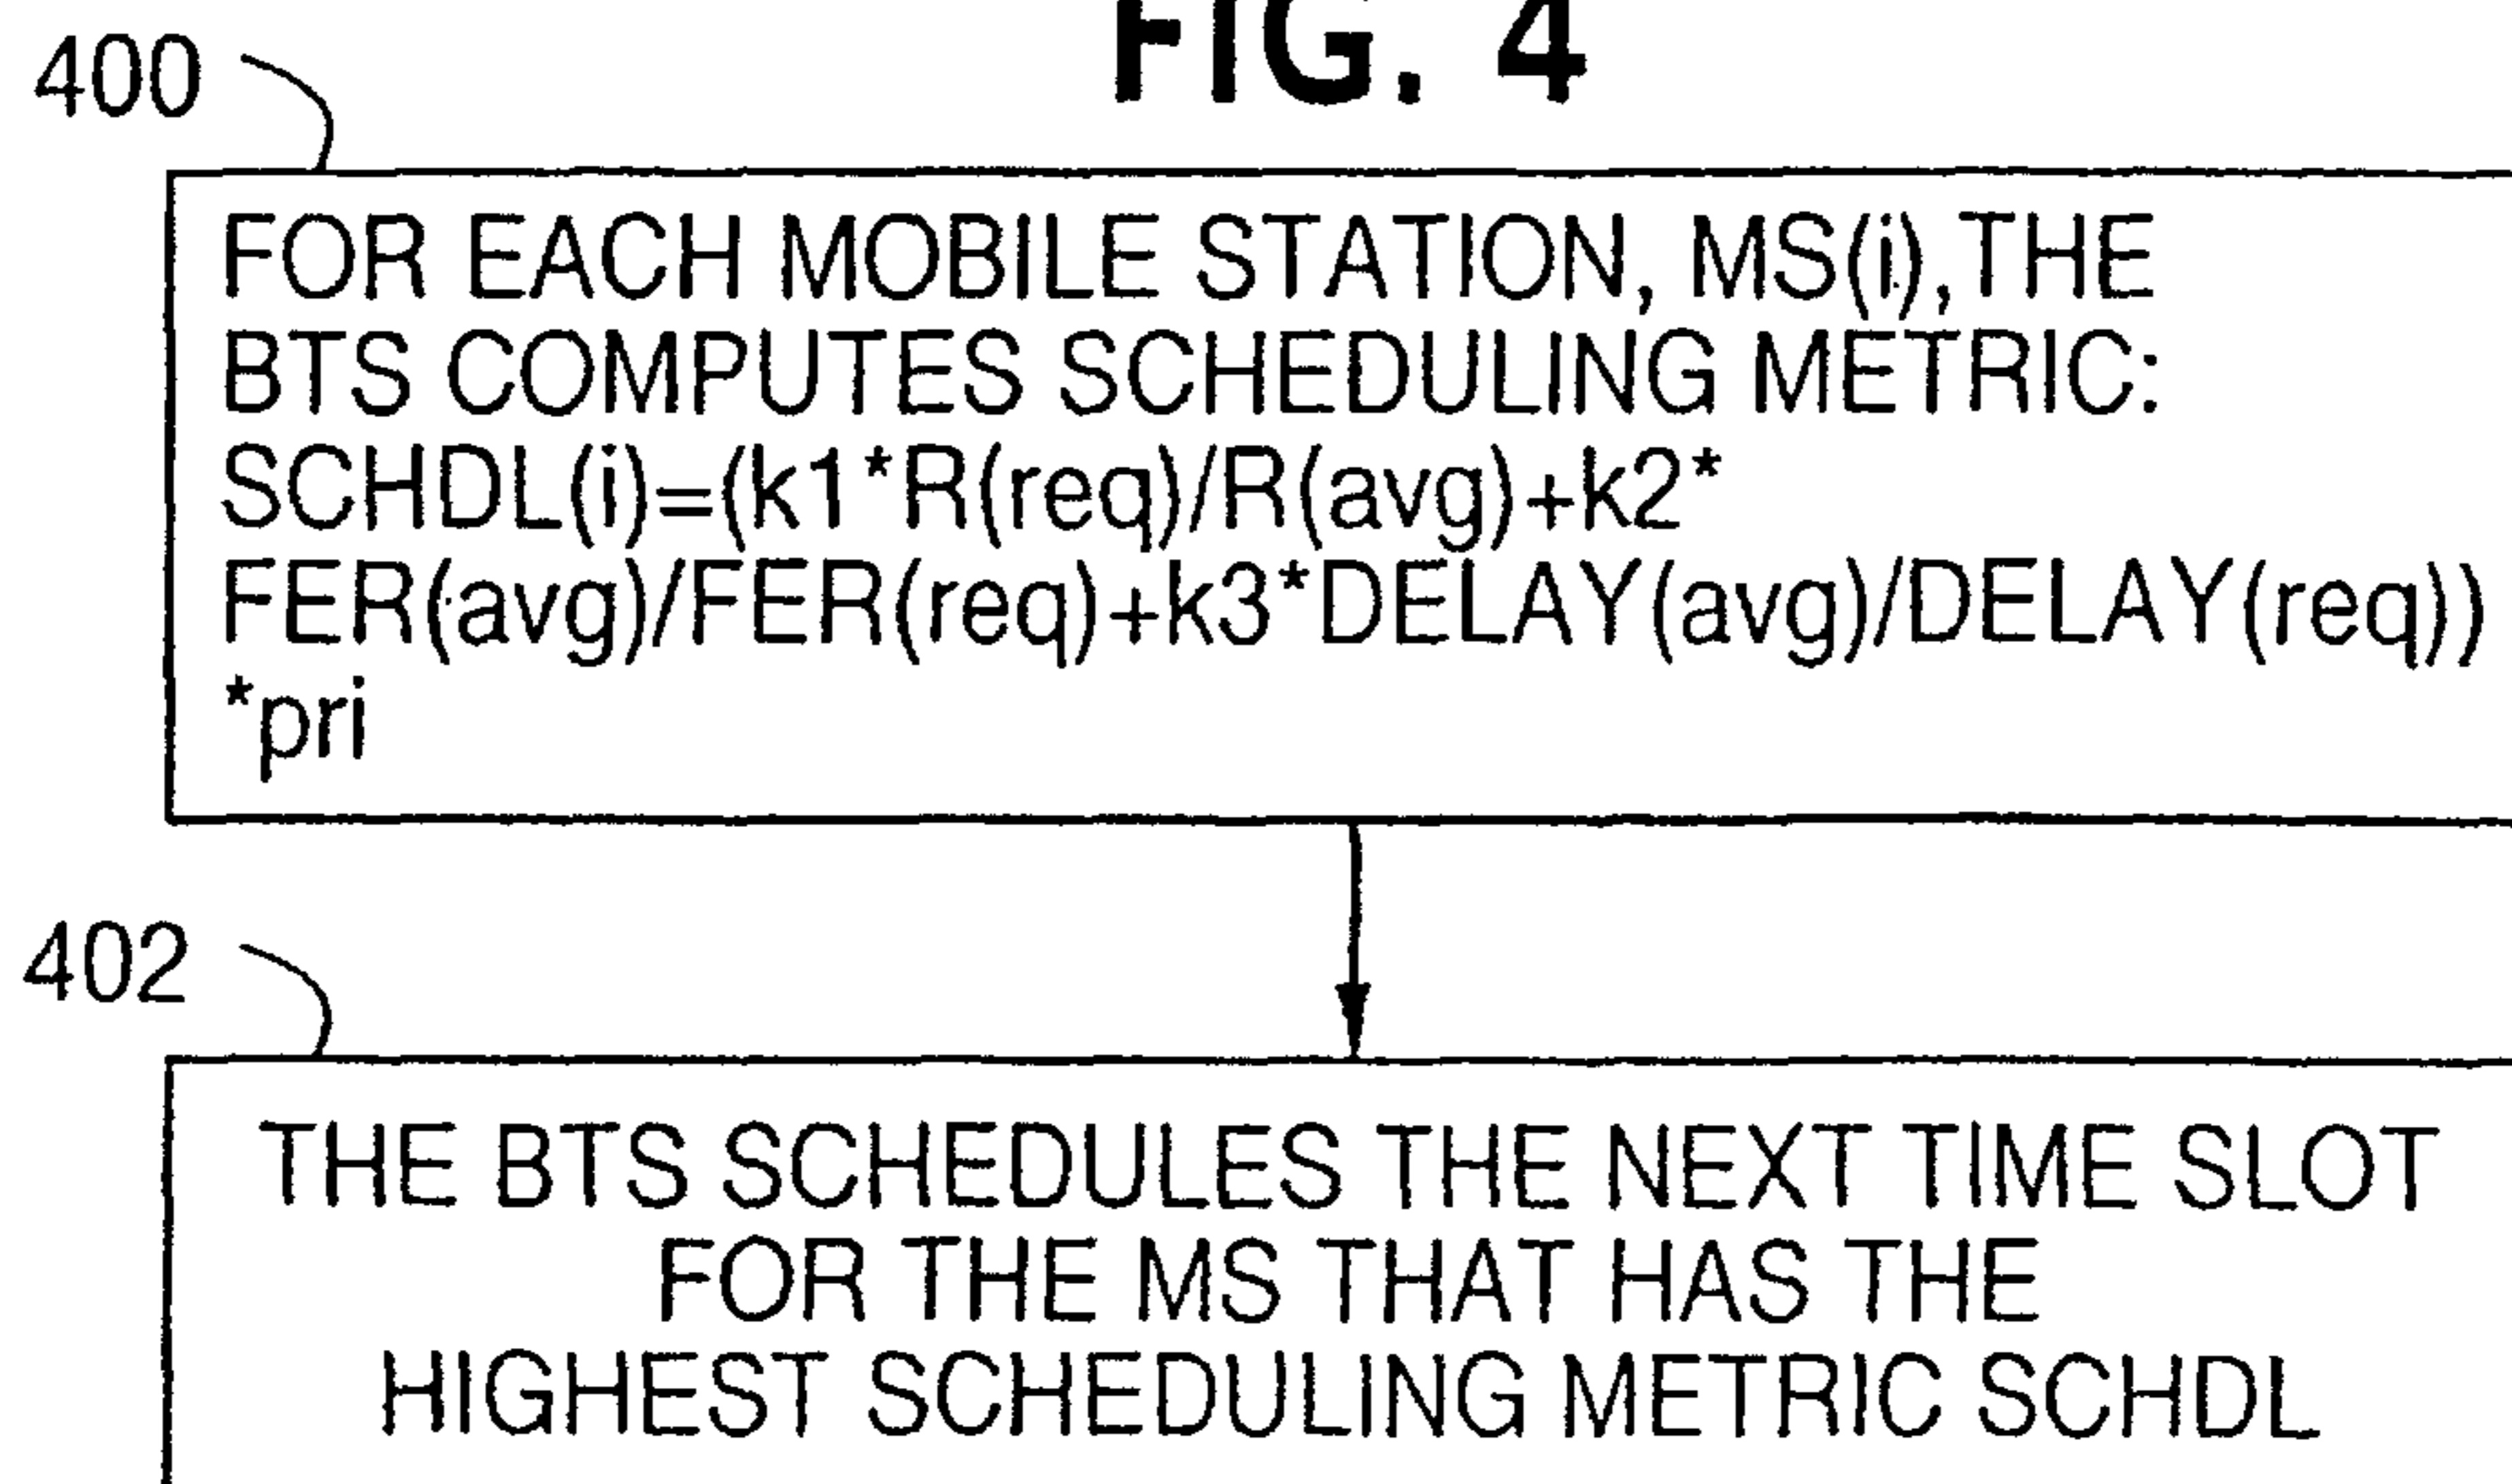 FIG. 4
400
FOR EACH MOBILE STATION, MS(i),THE
BTS COMPUTES SCHEDULING METRIC:
SCHDL(i)=(k1*R(req)/R(avg)+k2*
FER(avg)/FER(req)+k3*DELAY(avg)/DELAY(req))
*pri
402
THE BTS SCHEDULES THE NEXT TIME SLOT
FOR THE MS THAT HAS THE
HIGHEST SCHEDULING METRIC SCHDL